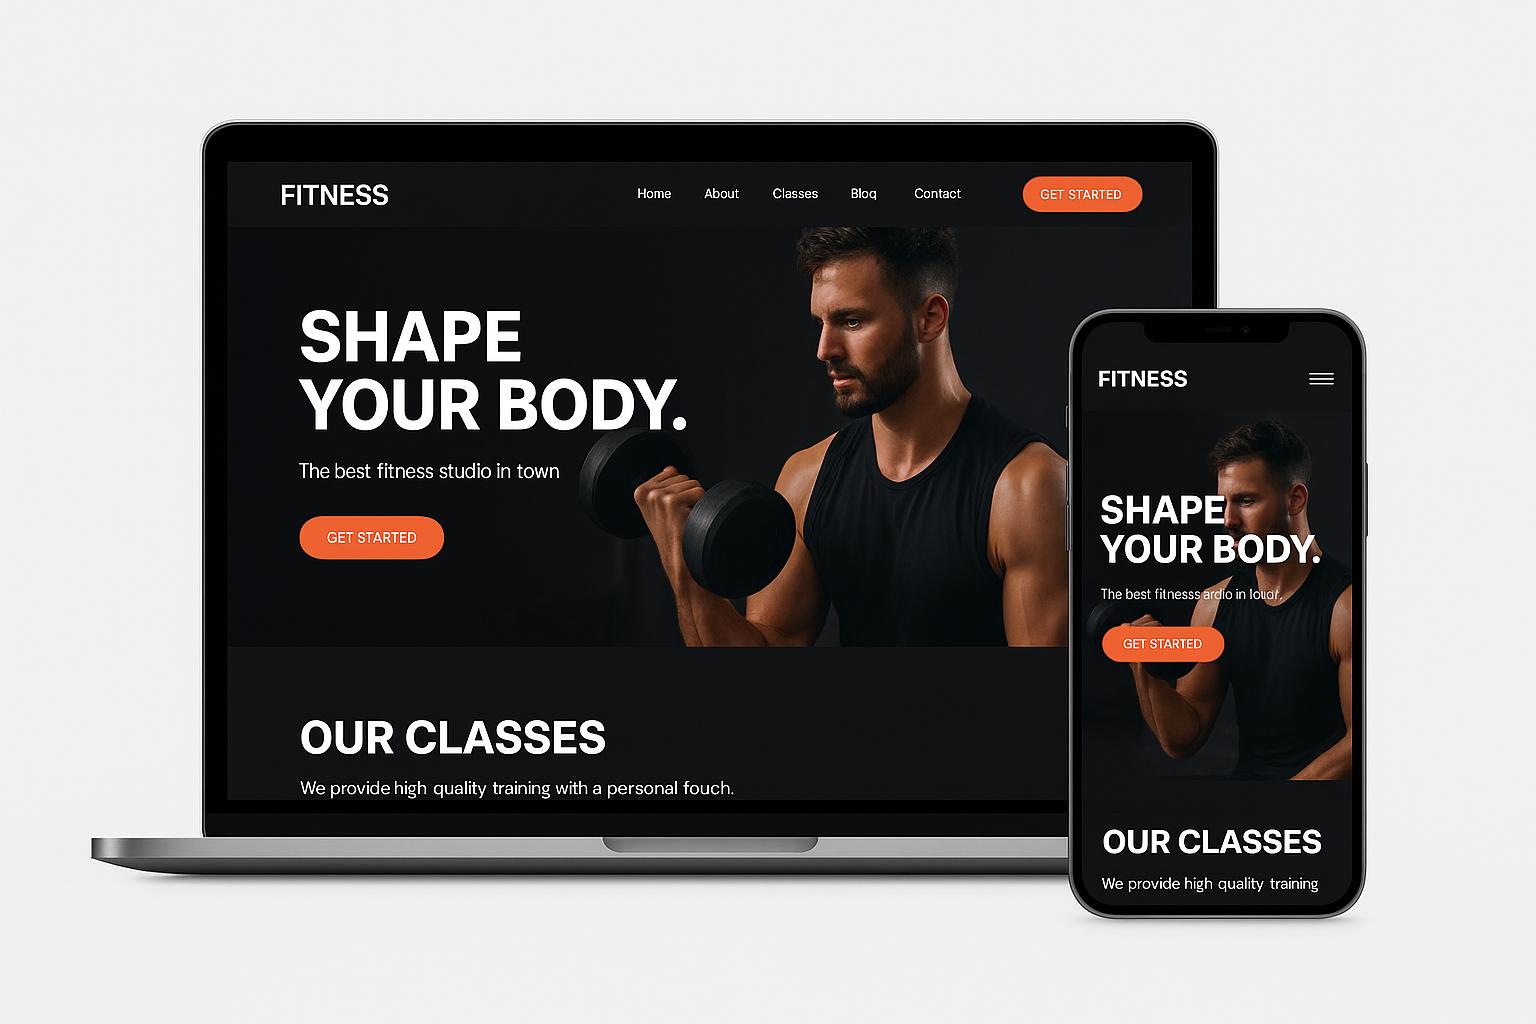 FITNESS
Home About Classes Bloq Contact
GET STARTED
SHAPE
YOUR BODY.
The best fitness studio in town
GET STARTED
OUR CLASSES
We provide high quality training with a personal fouch.
FITNESS
SHAPE
YOUR BODY.
The best fitnesss ardio in
GET STARTED
OUR CLASSES
We provide high quality training